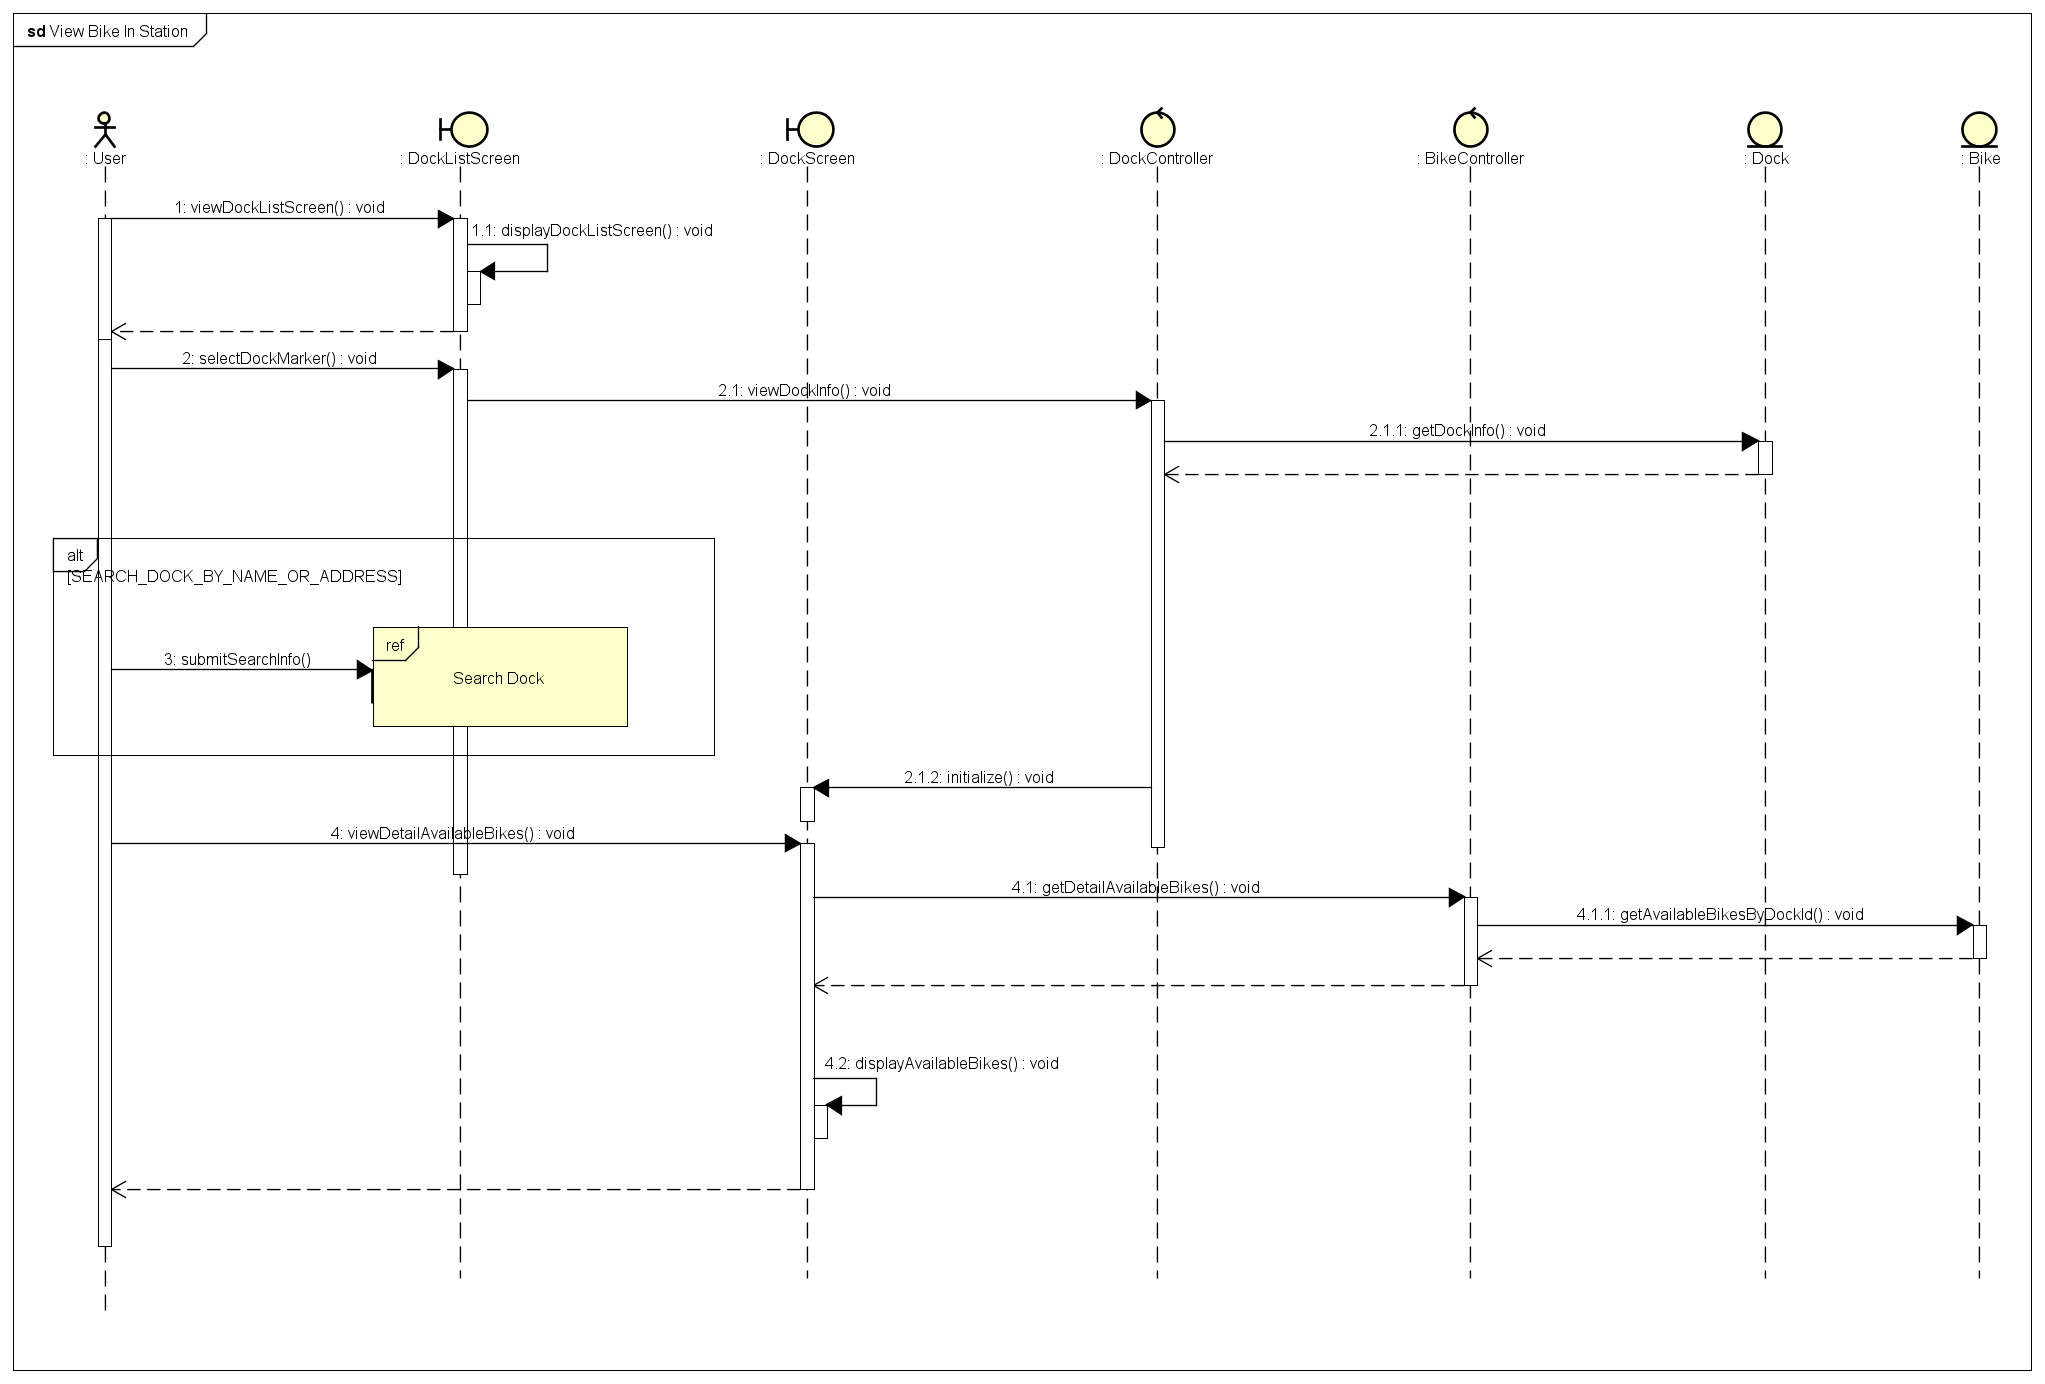 sd View Bike In Station
: User
: DockListScreen
: DockScreen
: DockController
: BikeController
: Dock
: Bike
1: viewDockListScreen() : void
1.1: displayDockListScreen() : void
2: selectDockMarker() : void
2.1: viewDockInfo() : void
2.1.1: getDockInfo() : void
alt
[SEARCH_DOCK_BY_NAME_OR_ADDRESS]
ref
3: submitSearchInfo()
Search Dock
2.1.2: initialize() : void
4: viewDetailAvailableBikes() : void
4.1: getDetailAvailableBikes() : void
4.1.1: getAvailableBikesByDockId() : void
4.2: displayAvailableBikes() : void